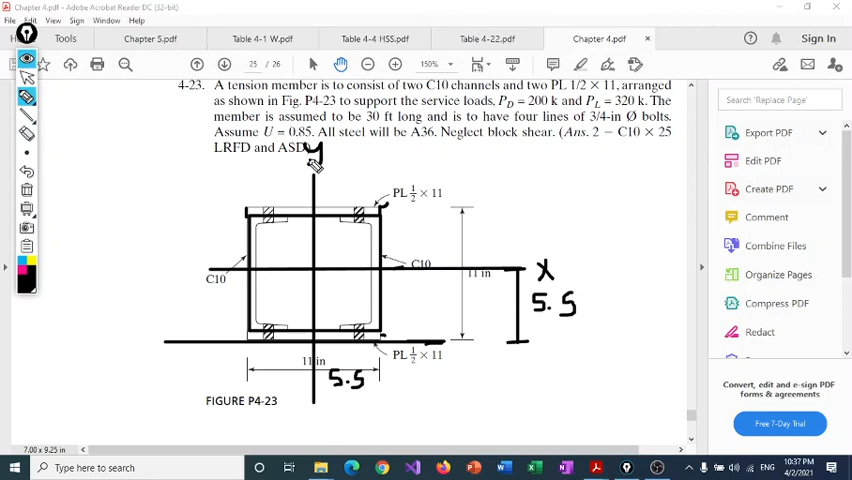 Chapter 4.pdf - Adobe Acrobat Reader DC (32-bit)
File Edit View Sign Window Help
Tools Chapter 5.pdf Table 4-1 W.pdf Table 4-4 HSS.pdf Table 4-22.pdf Chapter 4.pdf × Sign In
25 / 26 150%
4-23. A tension member is to consist of two C10 channels and two PL 1/2 × 11, arranged
as shown in Fig. P4-23 to support the service loads, PD = 200 k and PL = 320 k. The
member is assumed to be 30 ft long and is to have four lines of 3/4-in Ø bolts.
Assume U = 0.85. All steel will be A36. Neglect block shear. (Ans. 2 − C10 × 25
LRFD and ASD)
y
PL 1/2 × 11
C10
C10
11 in
x
5.5
PL 1/2 × 11
11 in
5.5
FIGURE P4-23
Search 'Replace Page'
Export PDF
Edit PDF
Create PDF
Comment
Combine Files
Organize Pages
Compress PDF
Redact
Convert, edit and e-sign PDF
forms & agreements
Free 7-Day Trial
7.00 x 9.25 in
Type here to search
ENG
10:37 PM
4/2/2021